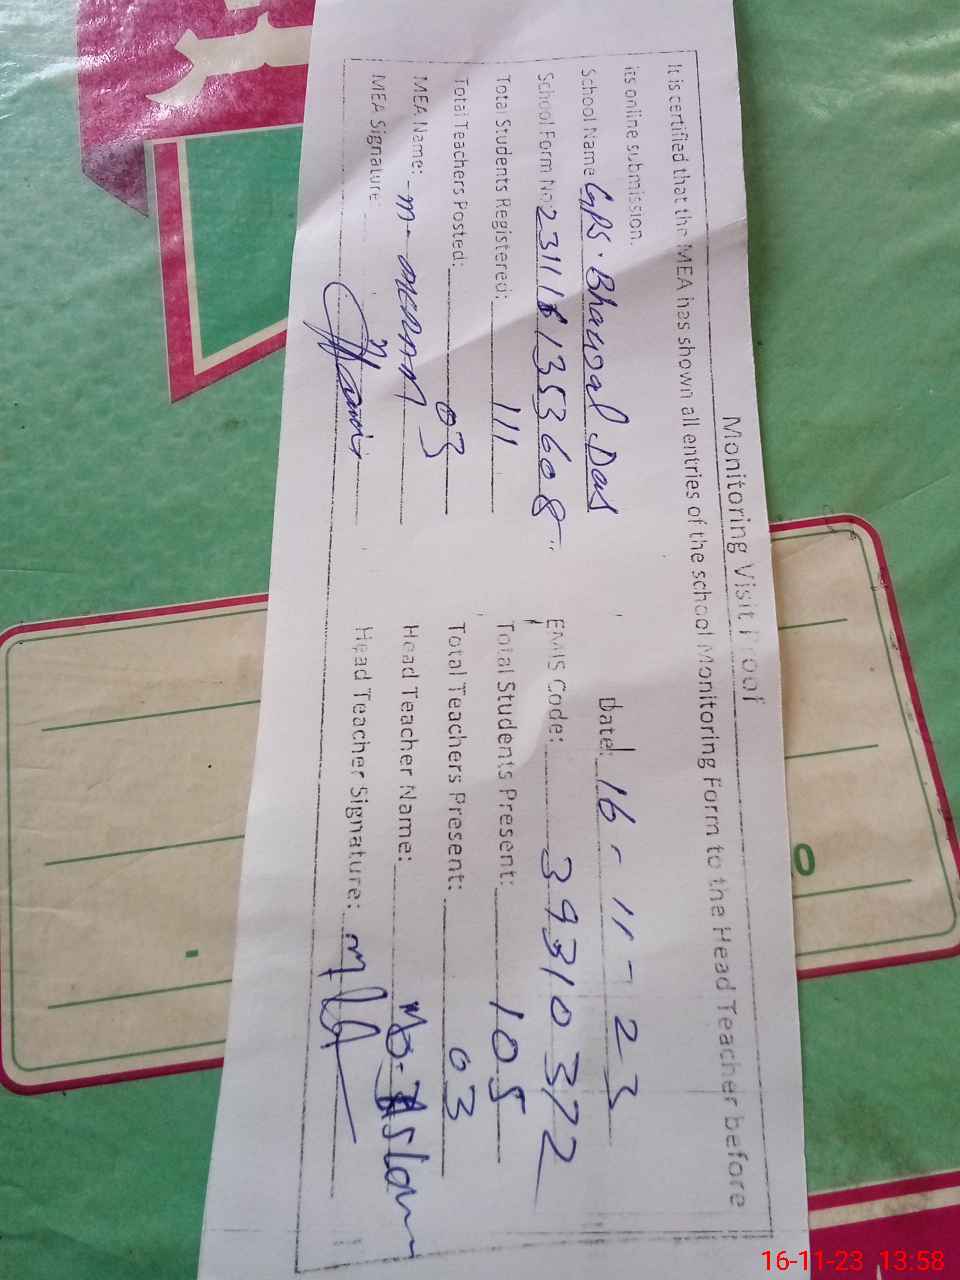 Monitoring Visit Proof
It is certified that the MEA has shown all entries of the school Monitoring Form to the Head Teacher before
its online submission.
School Name GPS. Bhangal Das Date: 16-11-23
School Form No: 2311161353608 EMIS Code: 39310372
Total Students Registered: 111 Total Students Present: 105
Total Teachers Posted: 03 Total Teachers Present: 03
MEA Name: M. Head Teacher Name: MD. Aslam
MEA Signature: Head Teacher Signature:
16-11-23 13:58